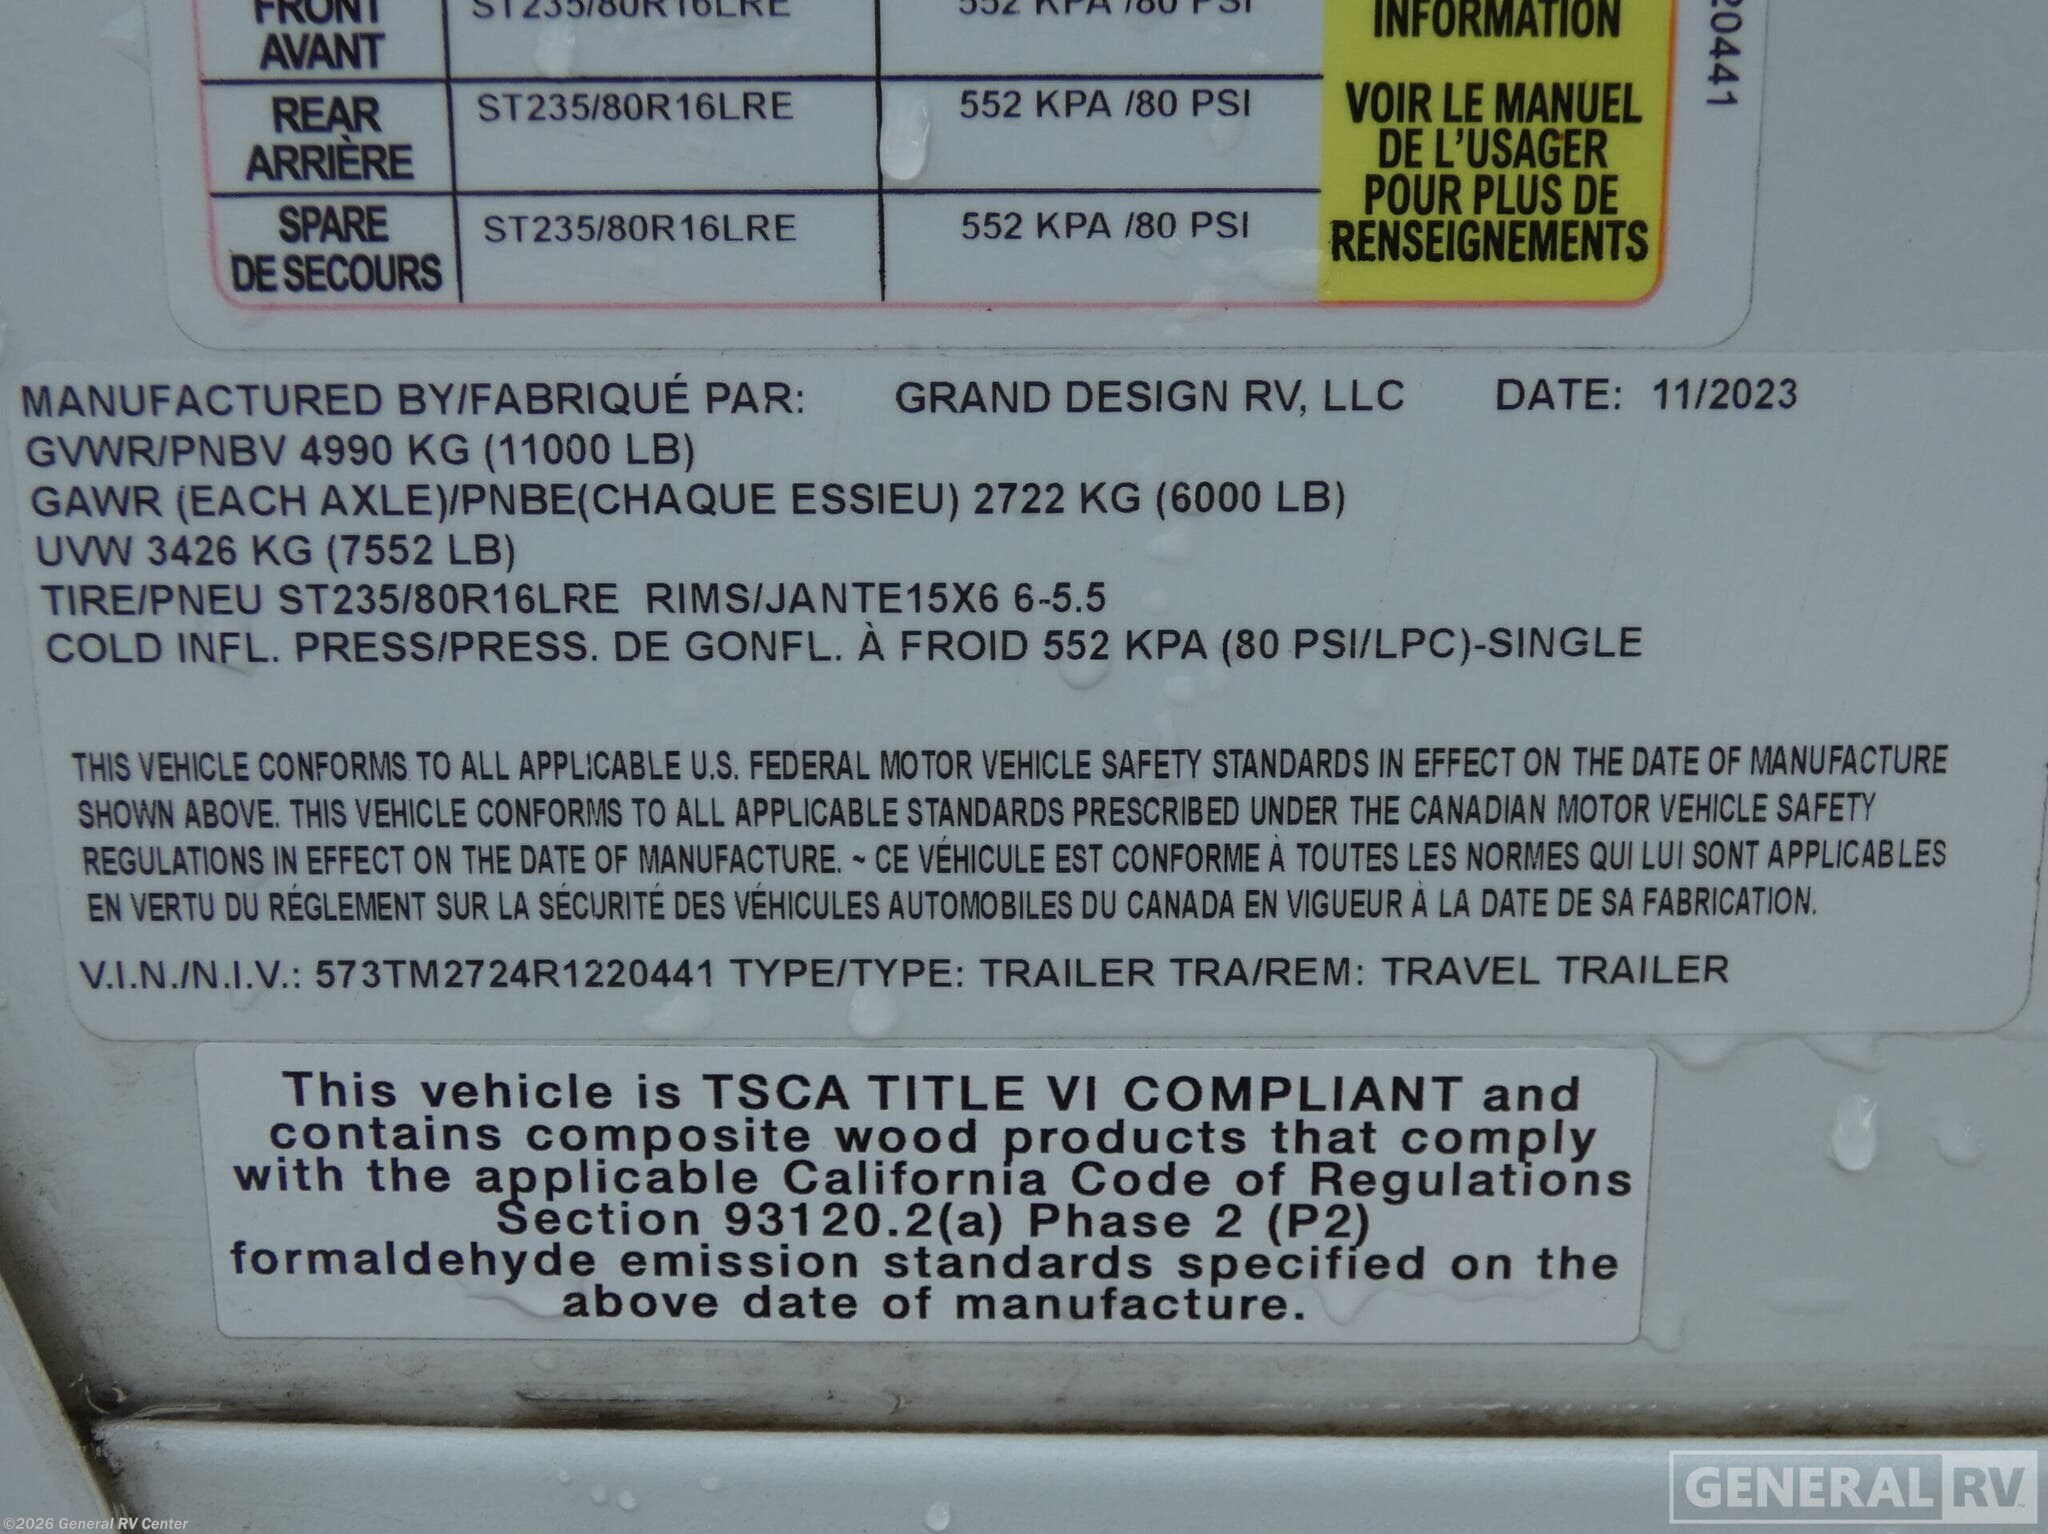 FRONT ST235/80R16LRE 552 KPA /80 PSI INFORMATION
AVANT
REAR ST235/80R16LRE 552 KPA /80 PSI
ARRIÈRE
SPARE ST235/80R16LRE 552 KPA /80 PSI
DE SECOURS
VOIR LE MANUEL
DE L'USAGER
POUR PLUS DE
RENSEIGNEMENTS
20441
MANUFACTURED BY/FABRIQUÉ PAR: GRAND DESIGN RV, LLC DATE: 11/2023
GVWR/PNBV 4990 KG (11000 LB)
GAWR (EACH AXLE)/PNBE(CHAQUE ESSIEU) 2722 KG (6000 LB)
UVW 3426 KG (7552 LB)
TIRE/PNEU ST235/80R16LRE RIMS/JANTE15X6 6-5.5
COLD INFL. PRESS/PRESS. DE GONFL. À FROID 552 KPA (80 PSI/LPC)-SINGLE
THIS VEHICLE CONFORMS TO ALL APPLICABLE U.S. FEDERAL MOTOR VEHICLE SAFETY STANDARDS IN EFFECT ON THE DATE OF MANUFACTURE
SHOWN ABOVE. THIS VEHICLE CONFORMS TO ALL APPLICABLE STANDARDS PRESCRIBED UNDER THE CANADIAN MOTOR VEHICLE SAFETY
REGULATIONS IN EFFECT ON THE DATE OF MANUFACTURE. ~ CE VÉHICULE EST CONFORME À TOUTES LES NORMES QUI LUI SONT APPLICABLES
EN VERTU DU RÉGLEMENT SUR LA SÉCURITÉ DES VÉHICULES AUTOMOBILES DU CANADA EN VIGUEUR À LA DATE DE SA FABRICATION.
V.I.N./N.I.V.: 573TM2724R1220441 TYPE/TYPE: TRAILER TRA/REM: TRAVEL TRAILER
This vehicle is TSCA TITLE VI COMPLIANT and
contains composite wood products that comply
with the applicable California Code of Regulations
Section 93120.2(a) Phase 2 (P2)
formaldehyde emission standards specified on the
above date of manufacture.
GENERAL RV
©2026 General RV Center